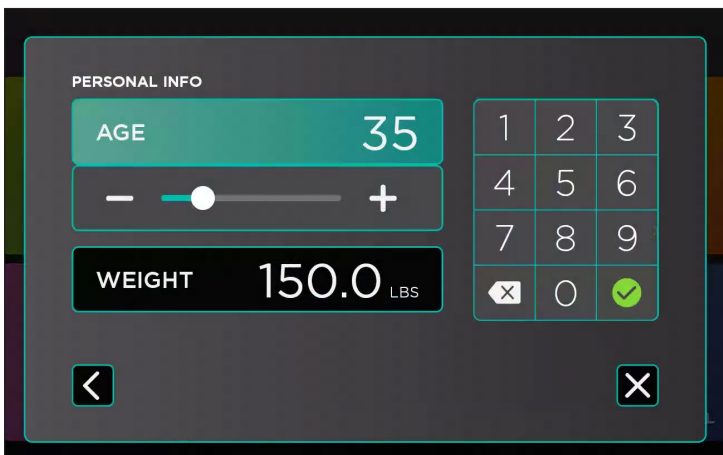 PERSONAL INFO
AGE 35
WEIGHT 150.0 LBS
1 2 3
4 5 6
7 8 9
0
L